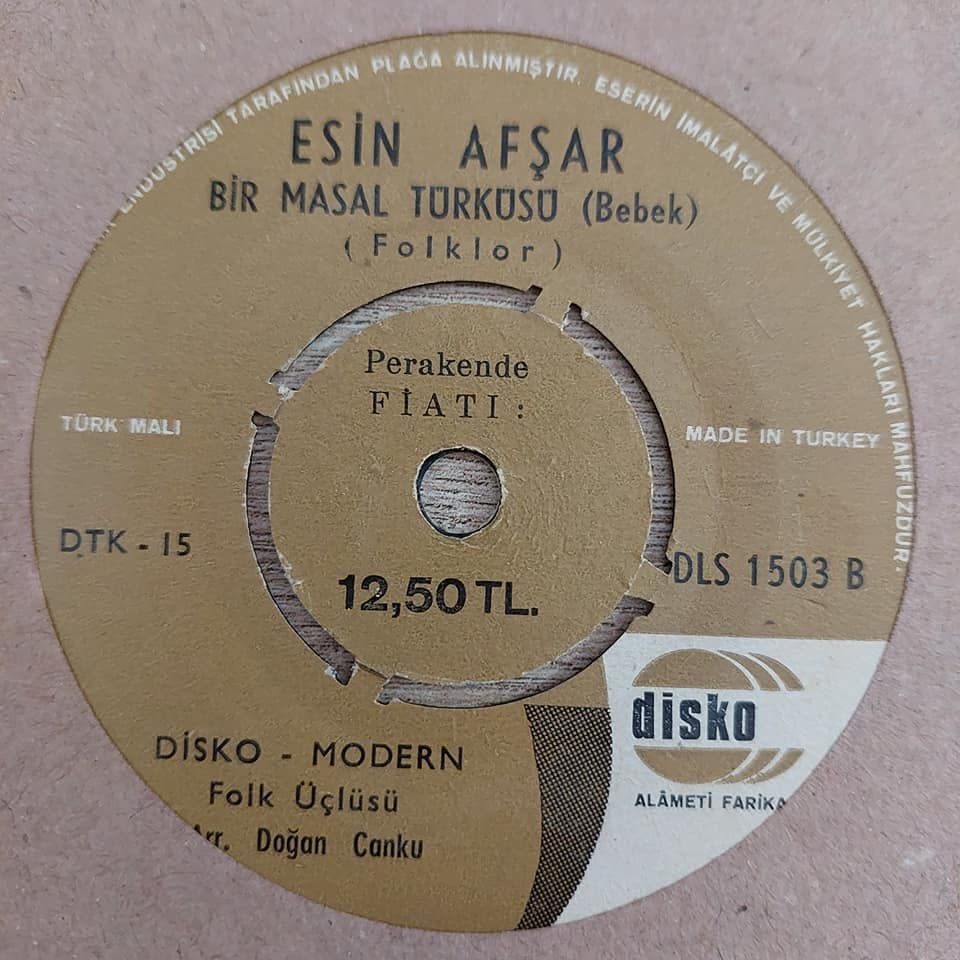 ENDÜSTRİSİ TARAFINDAN PLAĞA ALINMIŞTIR. ESERİN İMALÂTÇI VE MÜLKİYET HAKLARI MAHFUZDUR.
ESİN AFŞAR
BİR MASAL TÜRKÜSÜ (Bebek)
(Folklor)
Perakende
FİATI:
TÜRK MALI
MADE IN TURKEY
DTK - 15
DLS 1503 B
12,50 TL.
disko
ALÂMETİ FARİKA
DİSKO - MODERN
Folk Üçlüsü
Arr. Doğan Canku